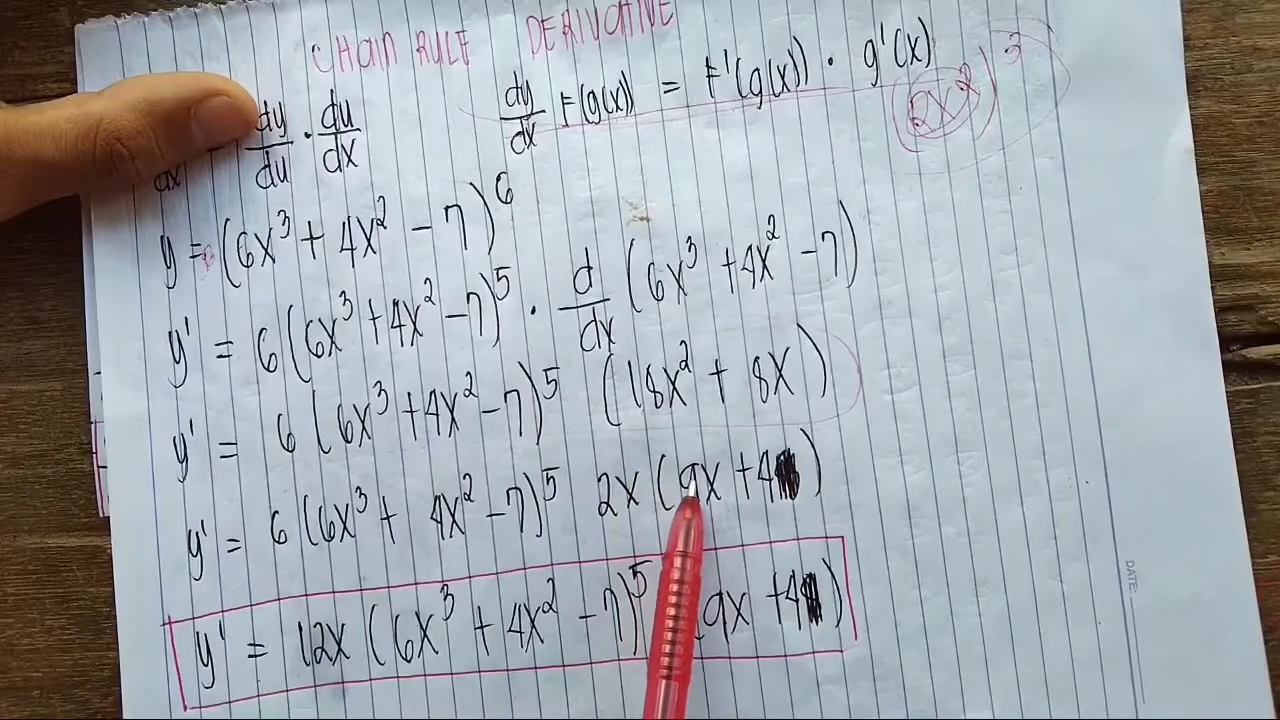 CHAIN RULE DERIVATIVE
dy/du · du/dx
dy/dx F(g(x)) = F'(g(x)) · g'(x)
(2x²)³
y = (6x³ + 4x² - 7)⁶
y' = 6(6x³ + 4x² - 7)⁵ · d/dx (6x³ + 4x² - 7)
y' = 6(6x³ + 4x² - 7)⁵ (18x² + 8x)
y' = 6(6x³ + 4x² - 7)⁵ 2x(9x + 4)
y' = 12x(6x³ + 4x² - 7)⁵ 9x + 4)
DATE: